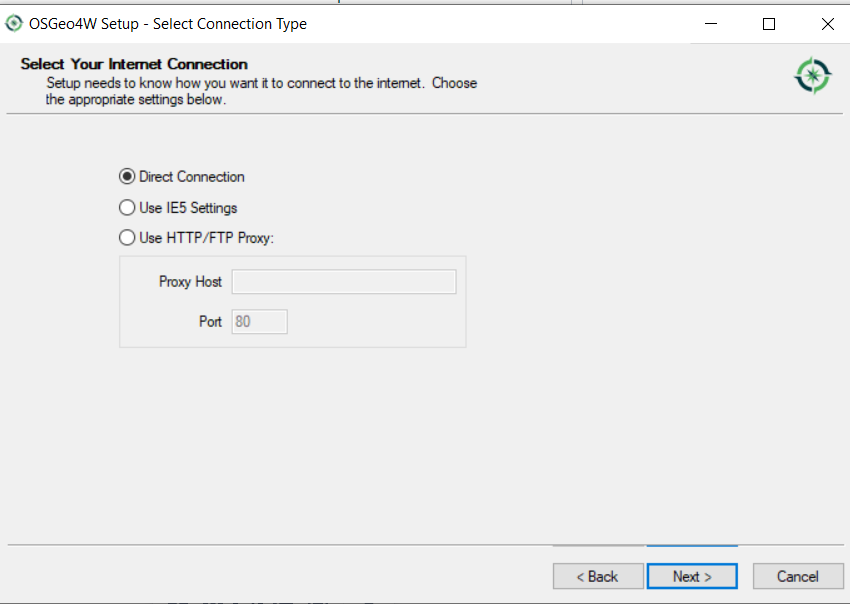 OSGeo4W Setup - Select Connection Type
Select Your Internet Connection
Setup needs to know how you want it to connect to the internet. Choose
the appropriate settings below.
Direct Connection
Use IE5 Settings
Use HTTP/FTP Proxy:
Proxy Host
Port 80
< Back Next > Cancel